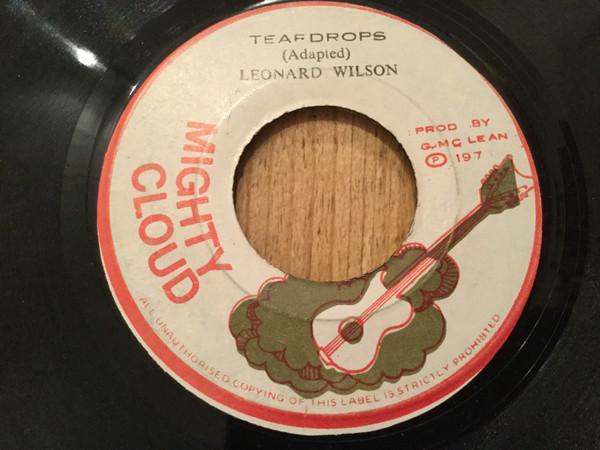 TEARDROPS
(Adapted)
LEONARD WILSON
PROD BY
G. MC LEAN
℗ 197
MIGHTY
CLOUD
ALL UNAUTHORISED COPYING OF THIS LABEL IS STRICTLY PROHIBITED